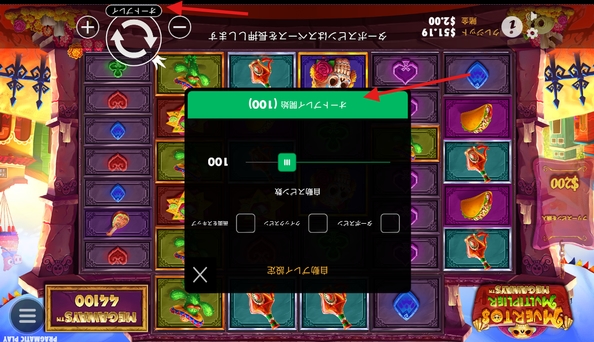 PRAGMATIC PLAY
MUERTOS
MULTIPLIER
MEGAWAYS™
44100
MEGAWAYS™
自動プレイ設定
ターボスピン
クイックスピン
画面をスキップ
自動スピン数
100
オートプレイ開始 (100)
$200
クレジット $51.19
賭金 $2.00
ターボスピンはスペースを長押しします
オートプレイ